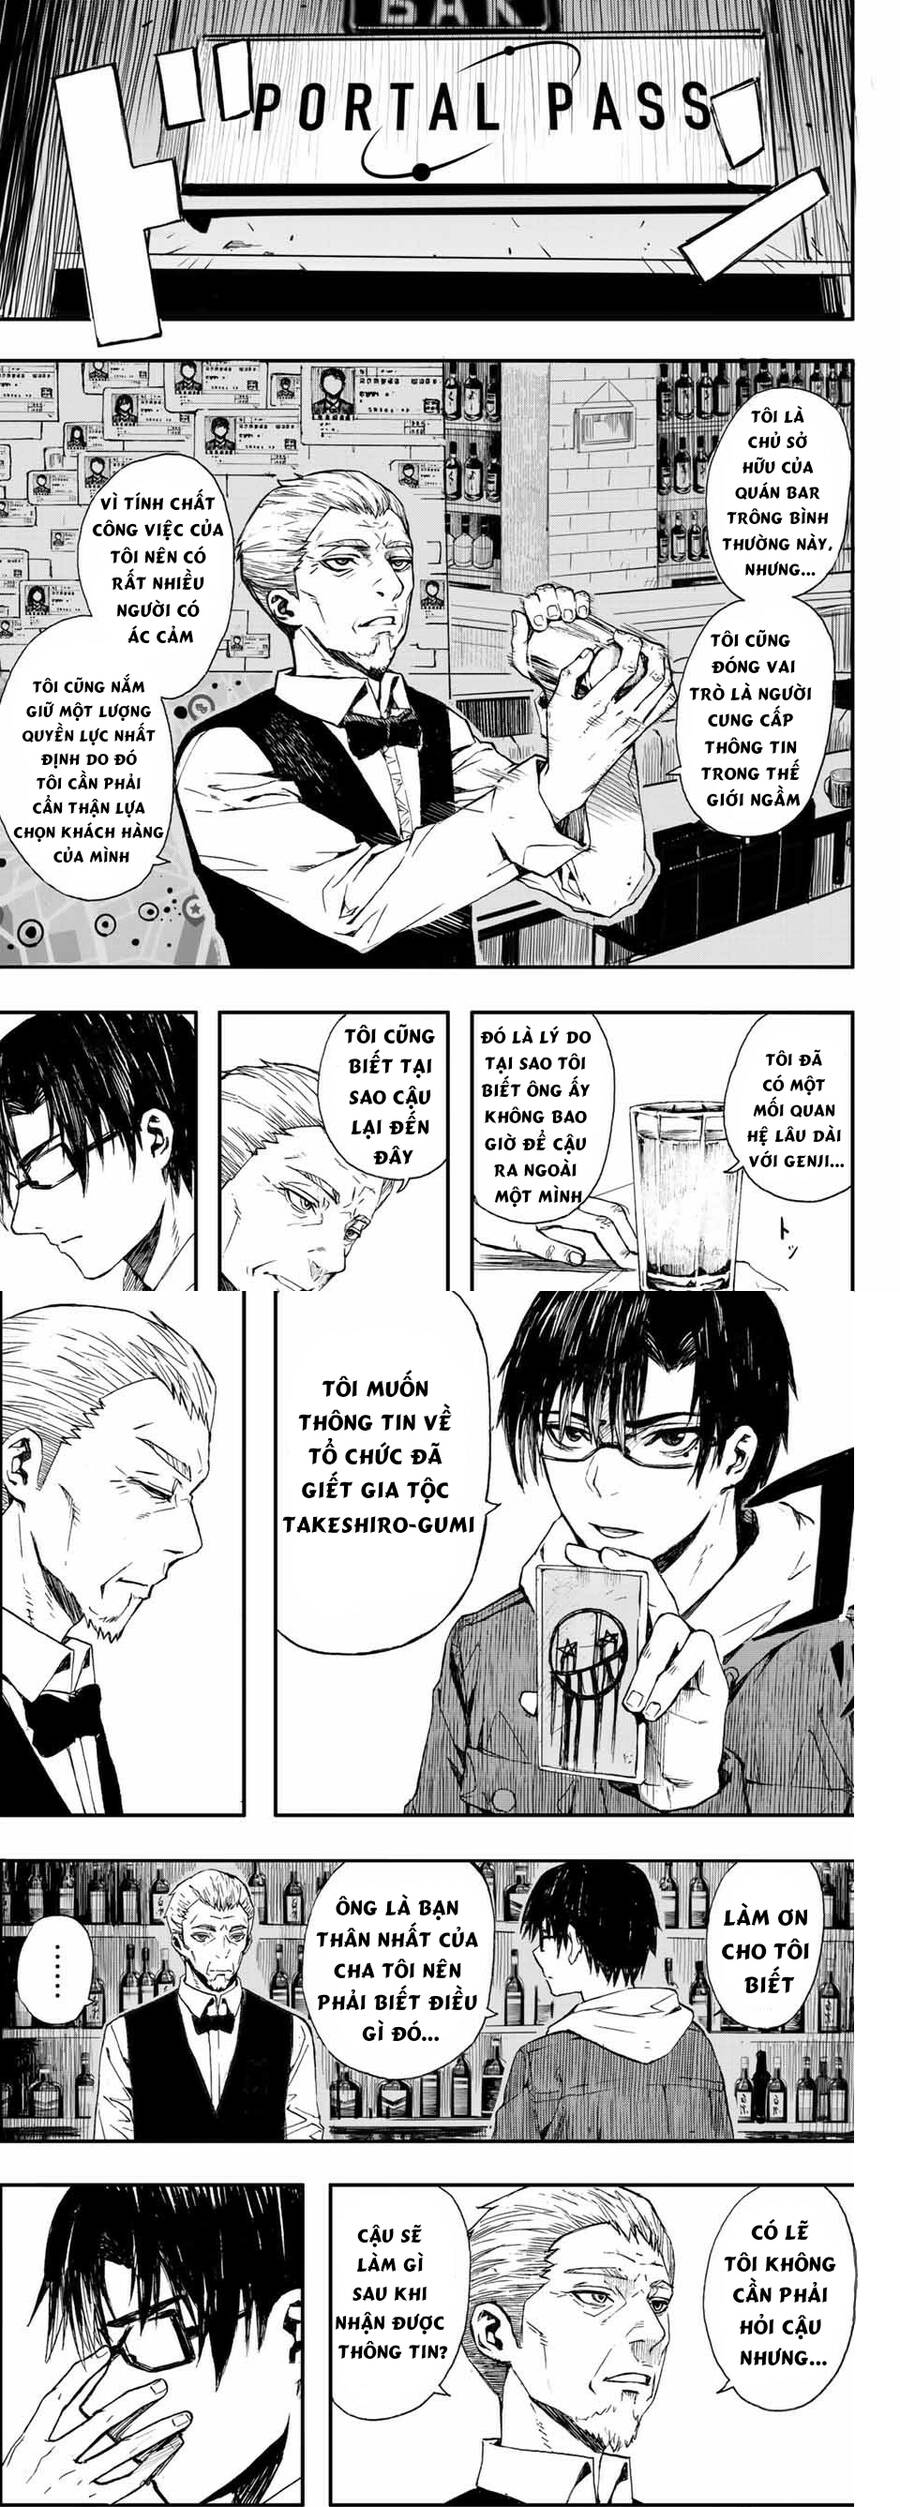 BAR
PORTAL PASS
ド
TÔI LÀ
CHỦ SỞ
HỮU CỦA
QUÁN BAR
TRÔNG BÌNH
THƯỜNG NÀY,
NHƯNG...
TÔI CŨNG
ĐÓNG VAI
TRÒ LÀ NGƯỜI
CUNG CẤP
THÔNG TIN
TRONG THẾ
GIỚI NGẦM
VÌ TÍNH CHẤT
CÔNG VIỆC CỦA
TÔI NÊN CÓ
RẤT NHIỀU
NGƯỜI CÓ
ÁC CẢM
TÔI CŨNG NẮM
GIỮ MỘT LƯỢNG
QUYỀN LỰC NHẤT
ĐỊNH DO ĐÓ
TÔI CẦN PHẢI
CẨN THẬN LỰA
CHỌN KHÁCH HÀNG
CỦA MÌNH
TÔI ĐÃ
CÓ MỘT
MỐI QUAN
HỆ LÂU DÀI
VỚI GENJI...
ĐÓ LÀ LÝ DO
TẠI SAO TÔI
BIẾT ÔNG ẤY
KHÔNG BAO
GIỜ ĐỂ CẬU
RA NGOÀI
MỘT MÌNH
トッ
TÔI CŨNG
BIẾT TẠI
SAO CẬU
LẠI ĐẾN
ĐÂY
TÔI MUỐN
THÔNG TIN VỀ
TỔ CHỨC ĐÃ
GIẾT GIA TỘC
TAKESHIRO-GUMI
LÀM ƠN
CHO TÔI
BIẾT
ÔNG LÀ BẠN
THÂN NHẤT CỦA
CHA TÔI NÊN
PHẢI BIẾT ĐIỀU
GÌ ĐÓ...
......
CÓ LẼ
TÔI KHÔNG
CẦN PHẢI
HỎI CẬU
NHƯNG...
CẬU SẼ
LÀM GÌ
SAU KHI
NHẬN ĐƯỢC
THÔNG TIN?